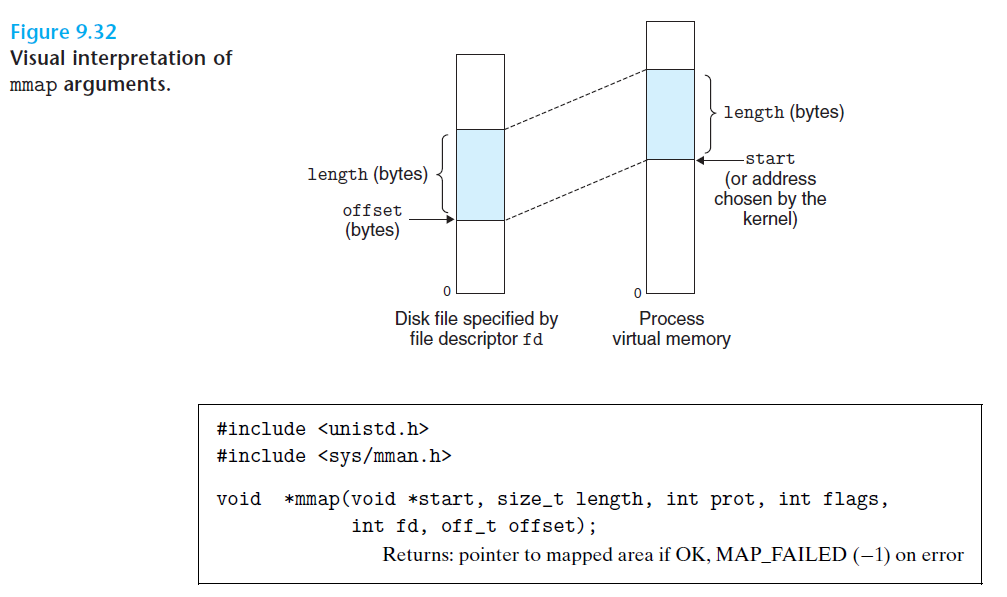 Figure 9.32
Visual interpretation of
mmap arguments.
length (bytes)
offset
(bytes)
0
Disk file specified by
file descriptor fd
length (bytes)
start
(or address
chosen by the
kernel)
0
Process
virtual memory
#include <unistd.h>
#include <sys/mman.h>
void *mmap(void *start, size_t length, int prot, int flags,
int fd, off_t offset);
Returns: pointer to mapped area if OK, MAP_FAILED (−1) on error